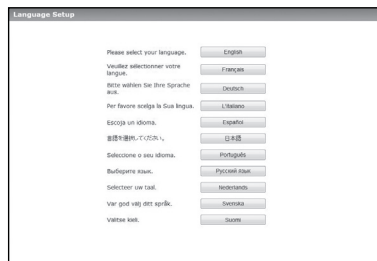 Language Setup
Please select your language.
English
Veuillez sélectionner votre
langue.
Français
Bitte wählen Sie Ihre Sprache
aus.
Deutsch
Per favore scelga la Sua lingua.
L'italiano
Escoja un idioma.
Español
言語を選択してください。
日本語
Seleccione o seu idioma.
Português
Выберите язык.
Русский язык
Selecteer uw taal.
Nederlands
Var god välj ditt språk.
Svenska
Valitse kieli.
Suomi